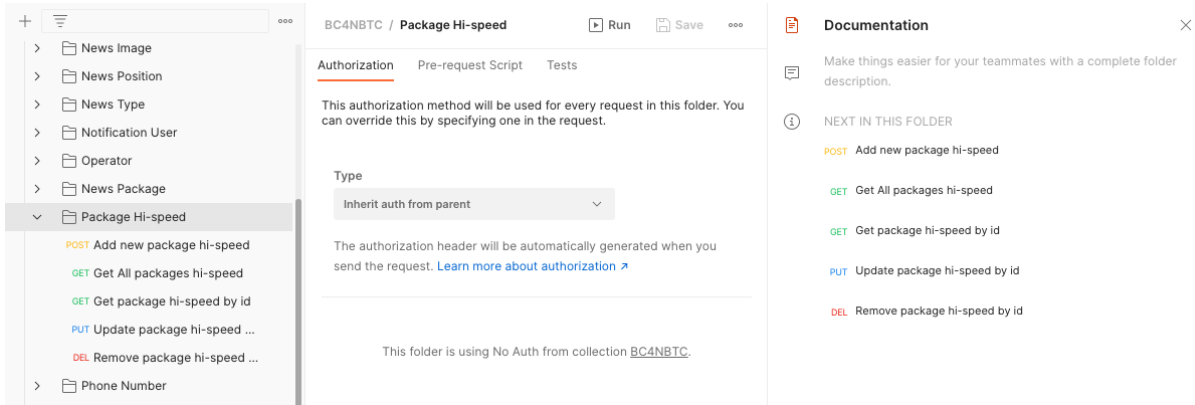 News Image
News Position
News Type
Notification User
Operator
News Package
Package Hi-speed
POST Add new package hi-speed
GET Get All packages hi-speed
GET Get package hi-speed by id
PUT Update package hi-speed ...
DEL Remove package hi-speed ...
Phone Number
BC4NBTC / Package Hi-speed
Run
Save
Authorization
Pre-request Script
Tests
This authorization method will be used for every request in this folder. You
can override this by specifying one in the request.
Type
Inherit auth from parent
The authorization header will be automatically generated when you
send the request. Learn more about authorization ↗
This folder is using No Auth from collection BC4NBTC.
Documentation
Make things easier for your teammates with a complete folder
description.
NEXT IN THIS FOLDER
POST Add new package hi-speed
GET Get All packages hi-speed
GET Get package hi-speed by id
PUT Update package hi-speed by id
DEL Remove package hi-speed by id